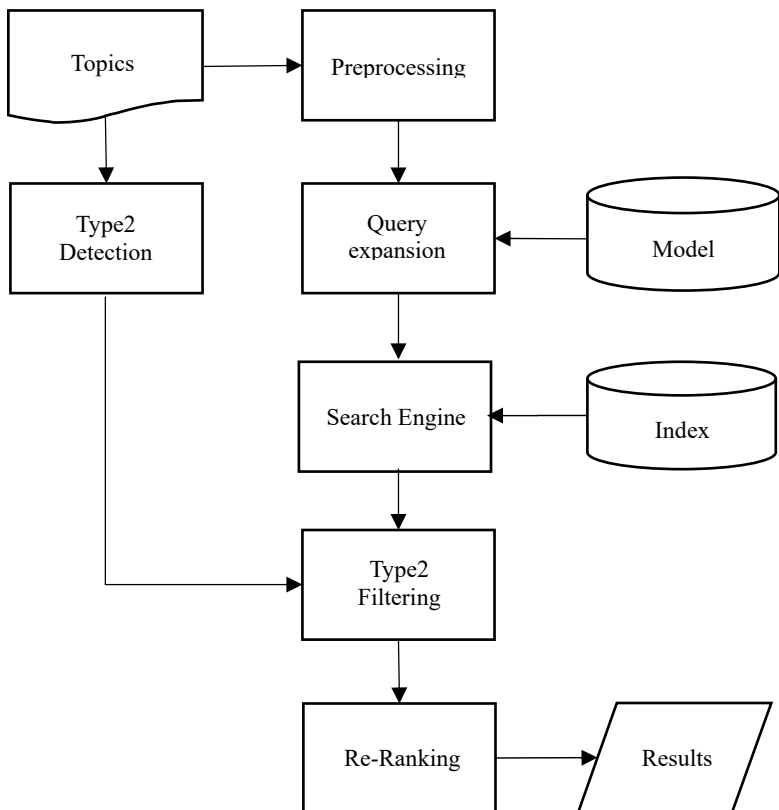 Topics
Preprocessing
Type2
Detection
Query
expansion
Model
Search Engine
Index
Type2
Filtering
Re-Ranking
Results